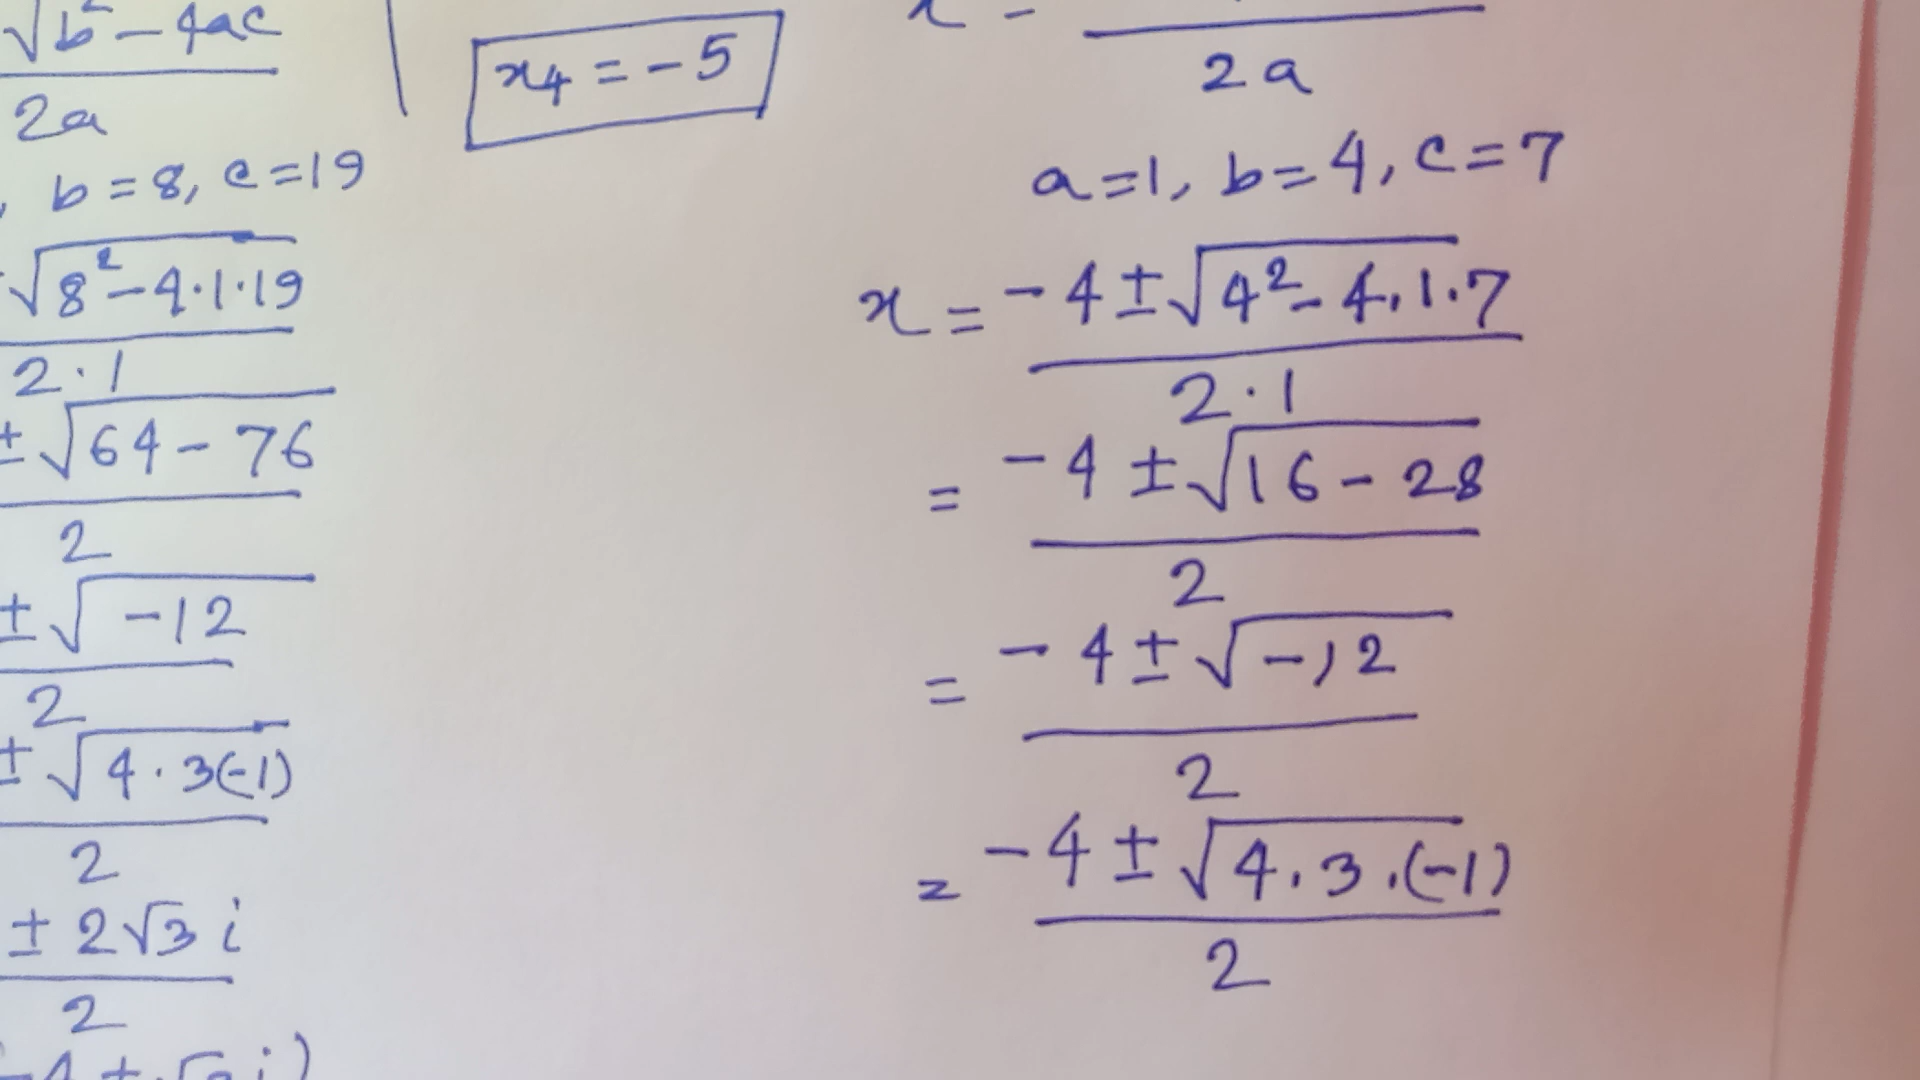 √b²-4ac
2a
b=8, c=19
√8²-4·1·19
2·1
±√64-76
2
±√-12
2
±√4·3(-1)
2
±2√3 i
2
x₄=-5
2a
a=1, b=4, c=7
x=-4±√4²-4·1·7
2·1
=-4±√16-28
2
=-4±√-12
2
=-4±√4·3·(-1)
2